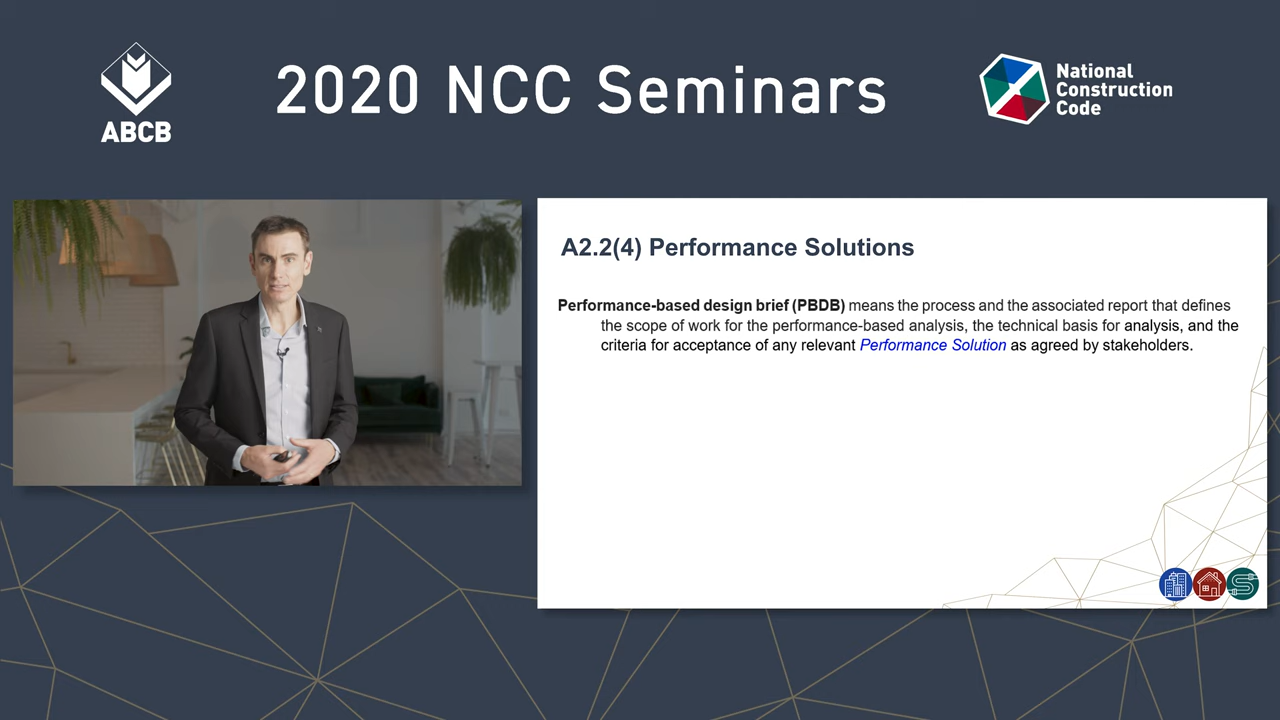 2020 NCC Seminars
ABCB
National
Construction
Code
A2.2(4) Performance Solutions
Performance-based design brief (PBDB) means the process and the associated report that defines
the scope of work for the performance-based analysis, the technical basis for analysis, and the
criteria for acceptance of any relevant Performance Solution as agreed by stakeholders.